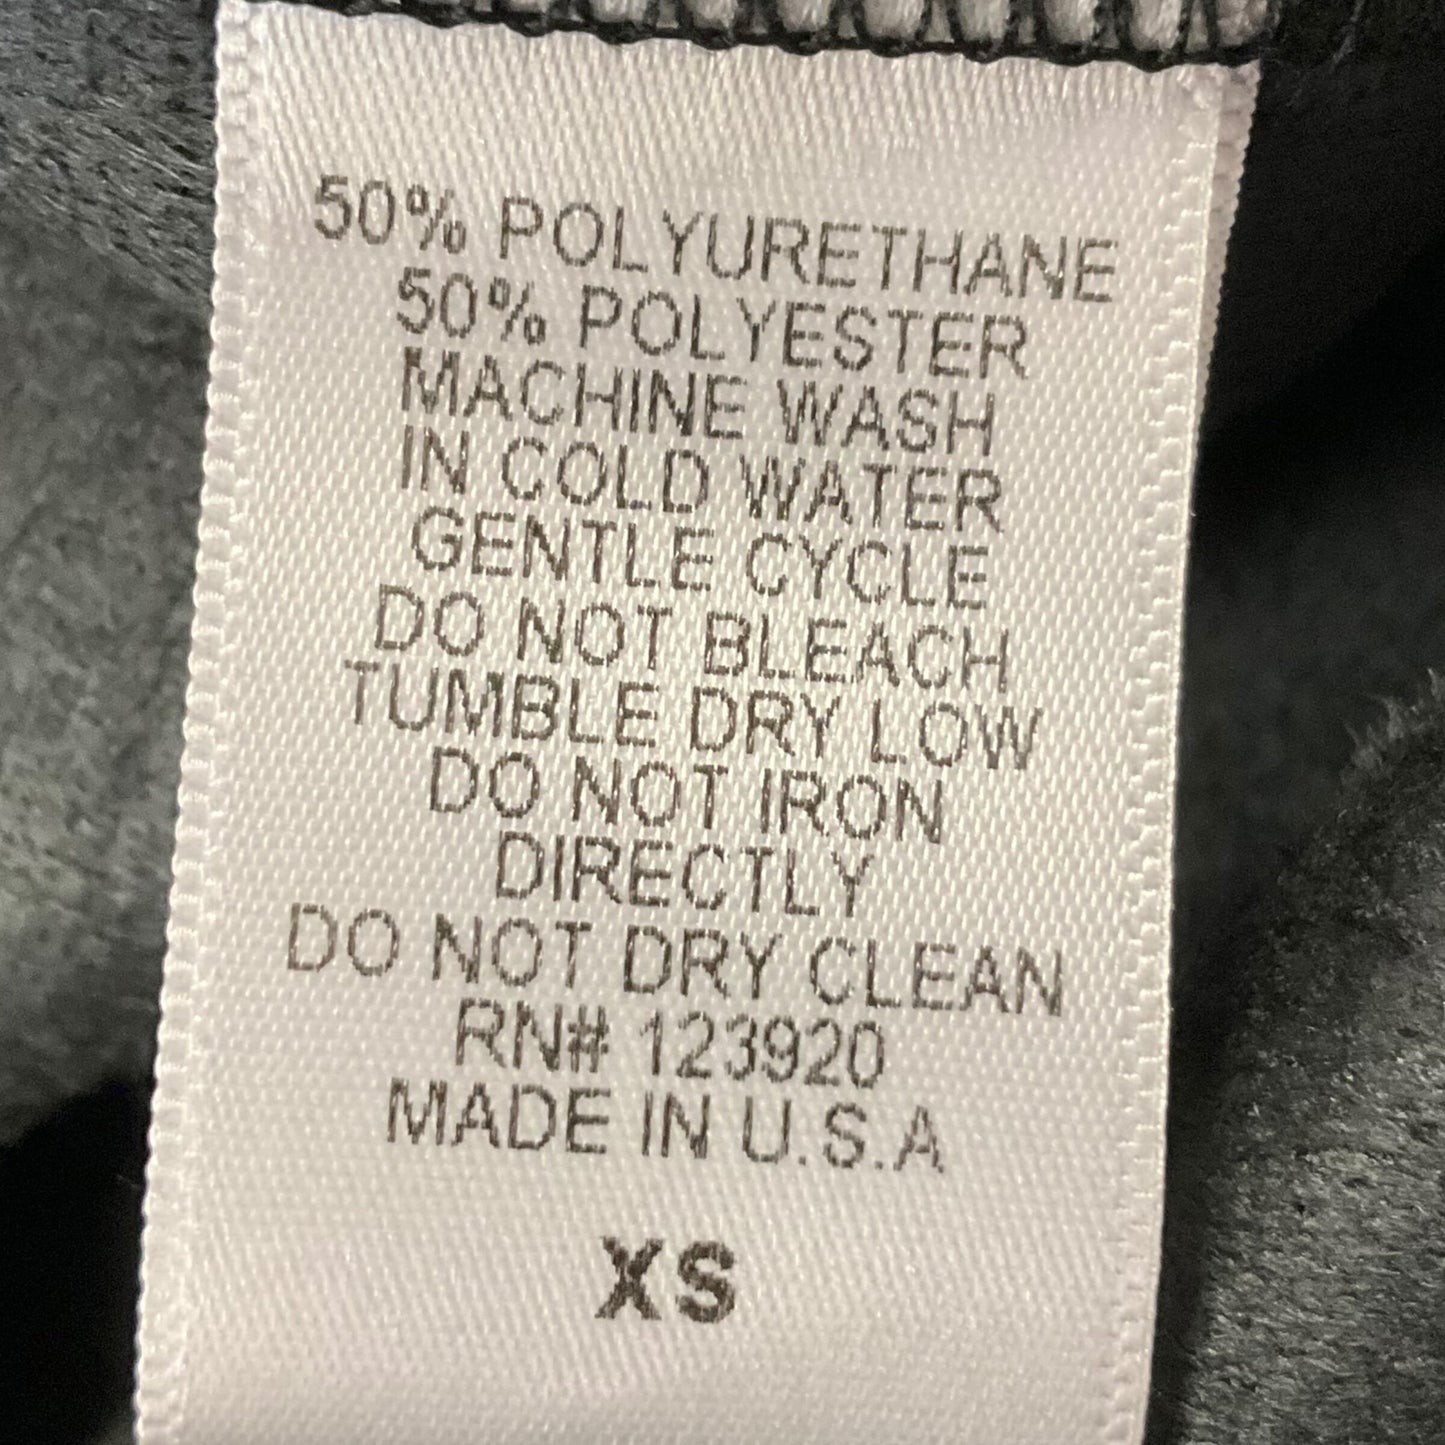 50% POLYURETHANE
50% POLYESTER
MACHINE WASH
IN COLD WATER
GENTLE CYCLE
DO NOT BLEACH
TUMBLE DRY LOW
DO NOT IRON
DIRECTLY
DO NOT DRY CLEAN
RN# 123920
MADE IN U.S.A
XS